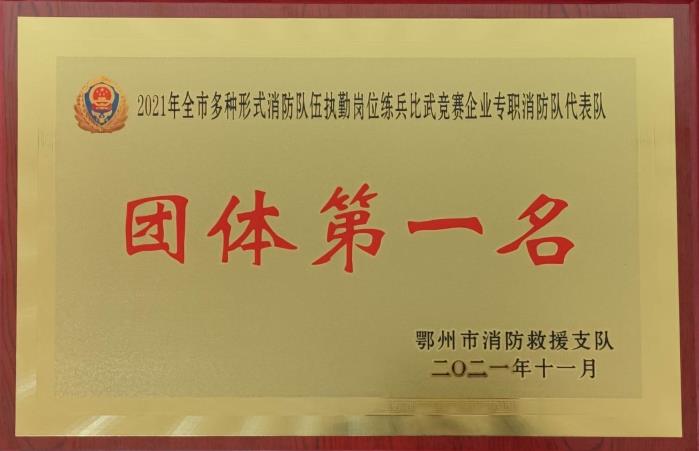 2021年全市多种形式消防队伍执勤岗位练兵比武竞赛企业专职消防队代表队
团体第一名
鄂州市消防救援支队
二〇二一年十一月